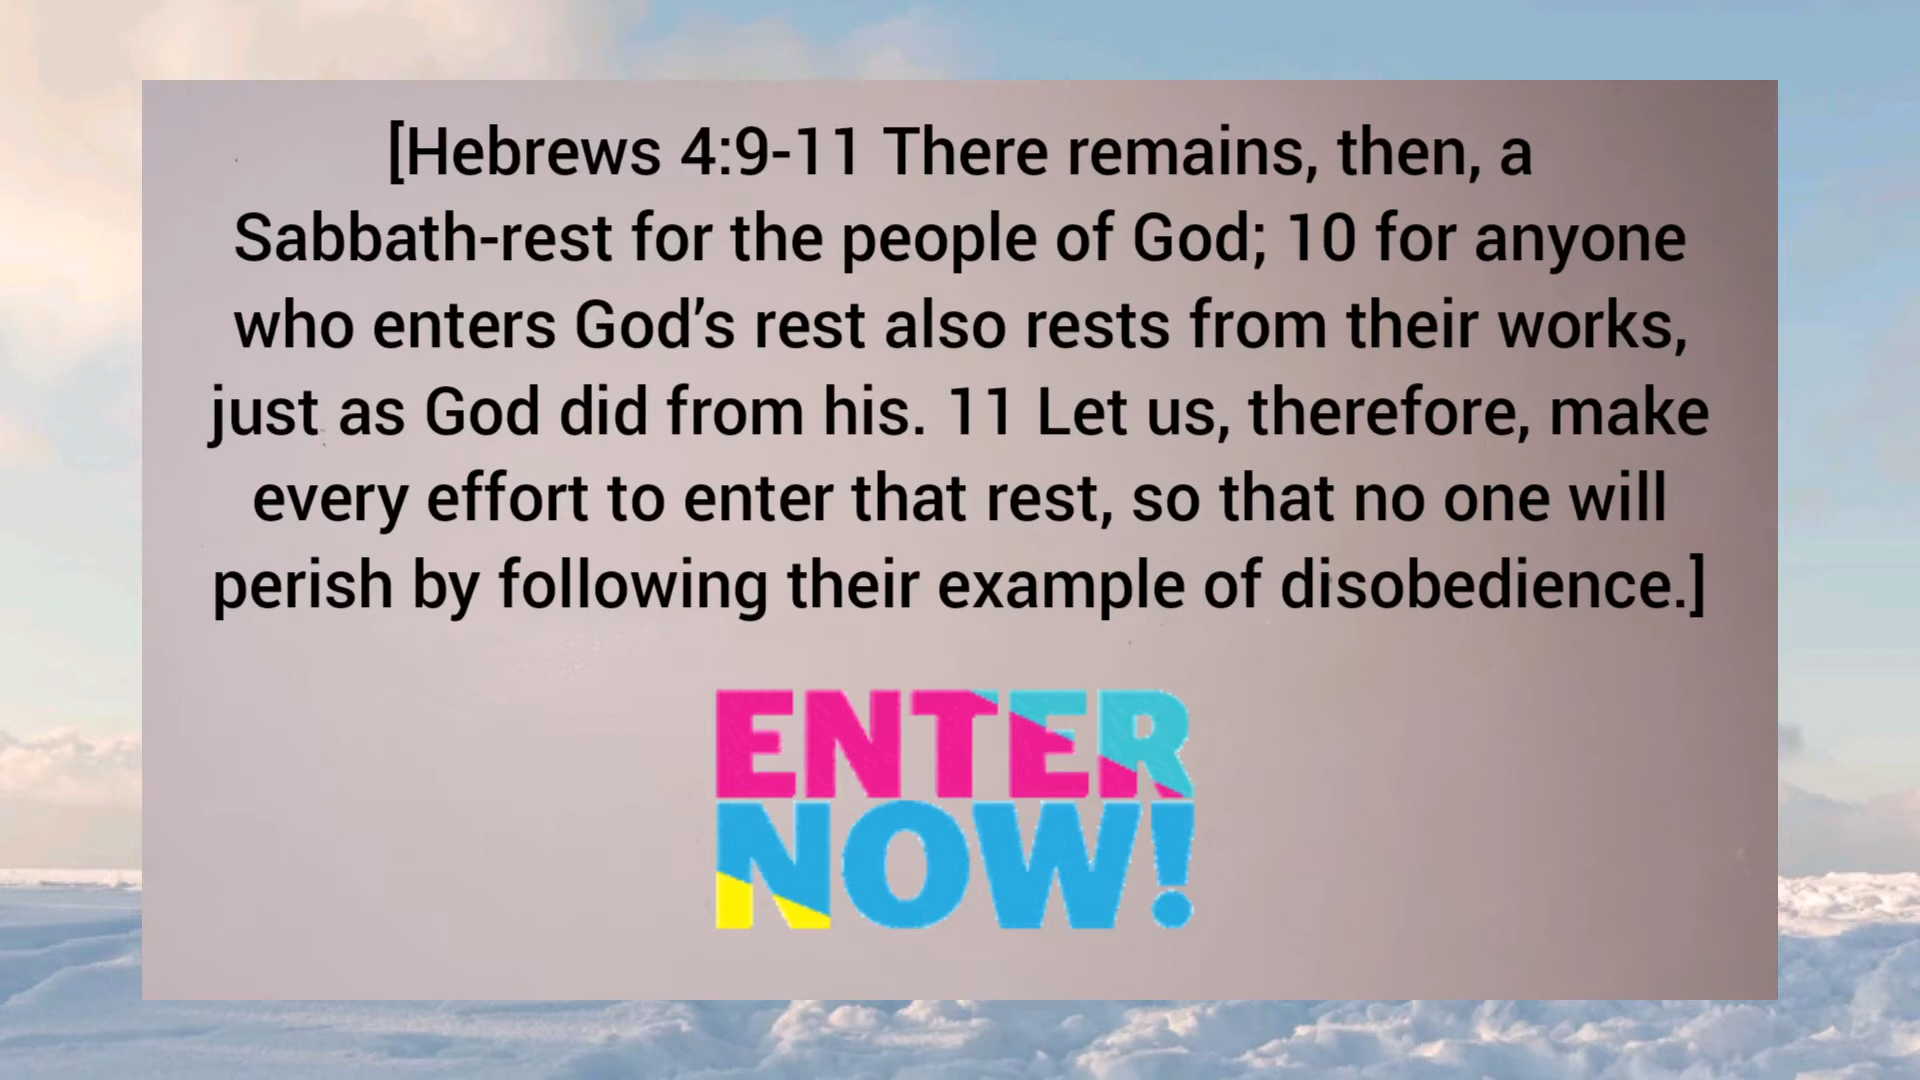 [Hebrews 4:9-11 There remains, then, a
Sabbath-rest for the people of God; 10 for anyone
who enters God’s rest also rests from their works,
just as God did from his. 11 Let us, therefore, make
every effort to enter that rest, so that no one will
perish by following their example of disobedience.]
ENTER
NOW!